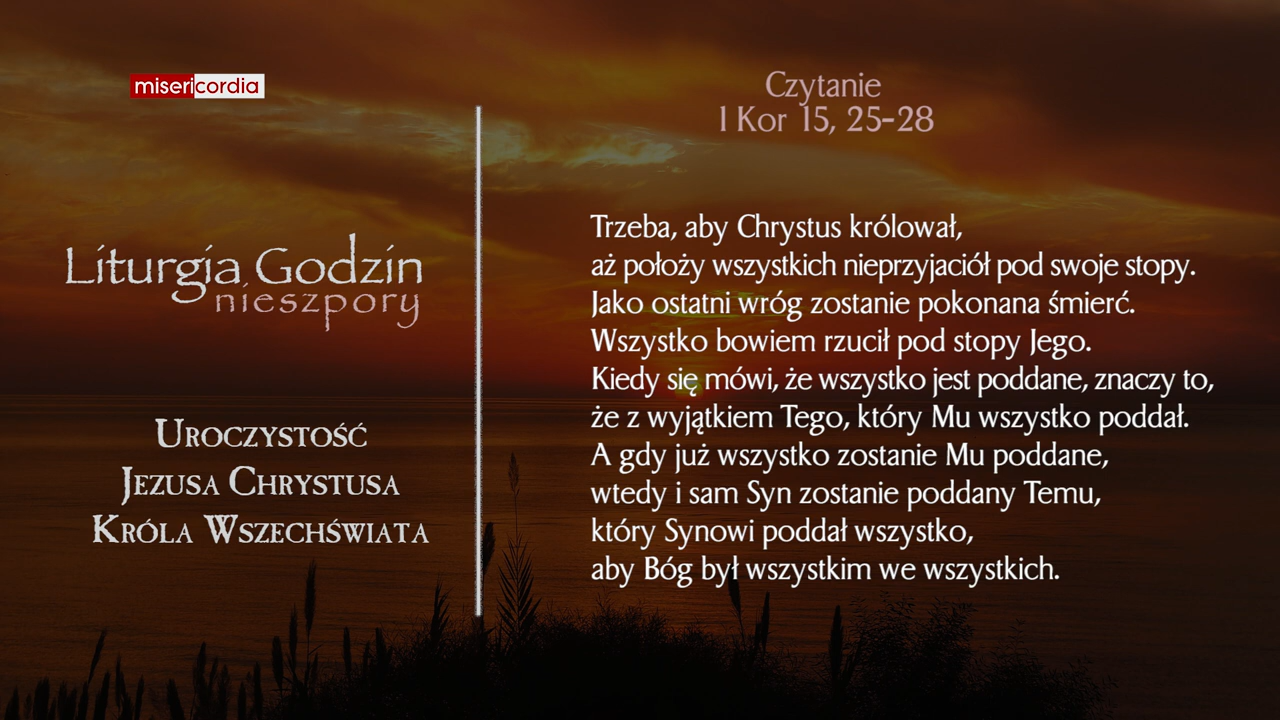 misericordia
Liturgia Godzin
nieszpory
Uroczystość
Jezusa Chrystusa
Króla Wszechświata
Czytanie
1 Kor 15, 25-28
Trzeba, aby Chrystus królował,
aż położy wszystkich nieprzyjaciół pod swoje stopy.
Jako ostatni wróg zostanie pokonana śmierć.
Wszystko bowiem rzucił pod stopy Jego.
Kiedy się mówi, że wszystko jest poddane, znaczy to,
że z wyjątkiem Tego, który Mu wszystko poddał.
A gdy już wszystko zostanie Mu poddane,
wtedy i sam Syn zostanie poddany Temu,
który Synowi poddał wszystko,
aby Bóg był wszystkim we wszystkich.